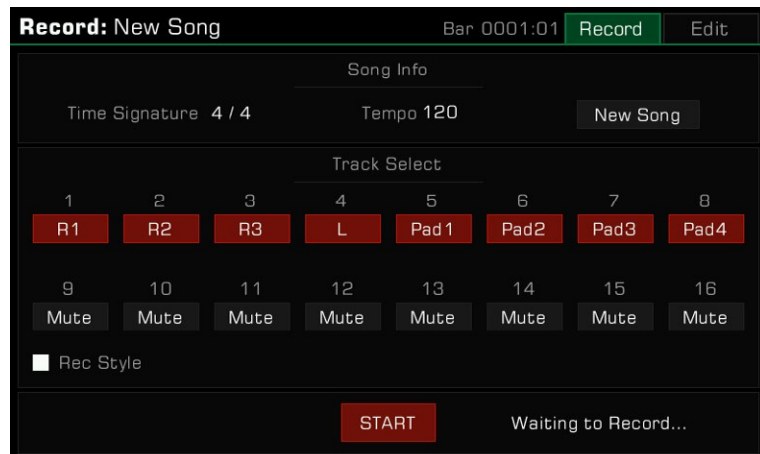 Record: New Song Bar 0001:01 Record Edit
Song Info
Time Signature 4 / 4 Tempo 120 New Song
Track Select
1 2 3 4 5 6 7 8
R1 R2 R3 L Pad1 Pad2 Pad3 Pad4
9 10 11 12 13 14 15 16
Mute Mute Mute Mute Mute Mute Mute Mute
Rec Style
START Waiting to Record...